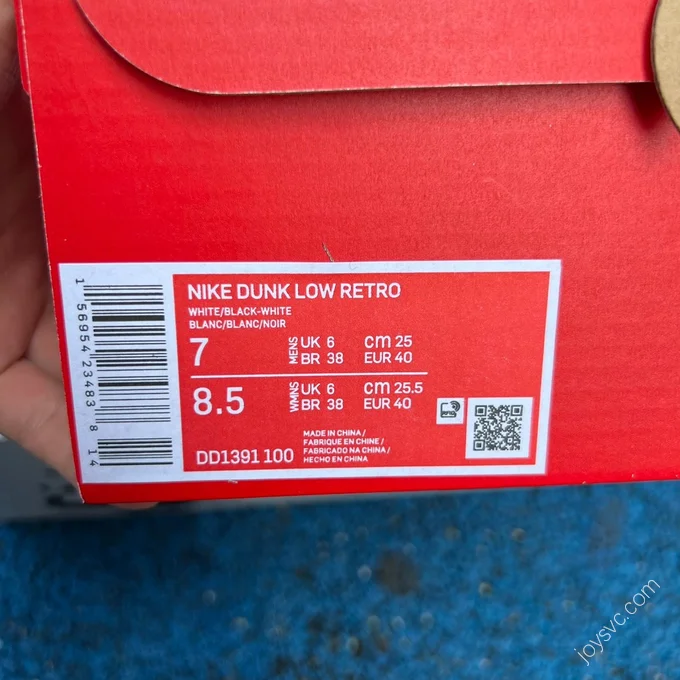 NIKE DUNK LOW RETRO
WHITE/BLACK-WHITE
BLANC/BLANC/NOIR
7 MENS UK 6 cm 25
BR 38 EUR 40
8.5 WMNS UK 6 cm 25.5
BR 38 EUR 40
DD1391 100
MADE IN CHINA /
FABRIQUE EN CHINE /
FABRICADO NA CHINA /
HECHO EN CHINA
1 56954 23483 8 14
joysvc.com